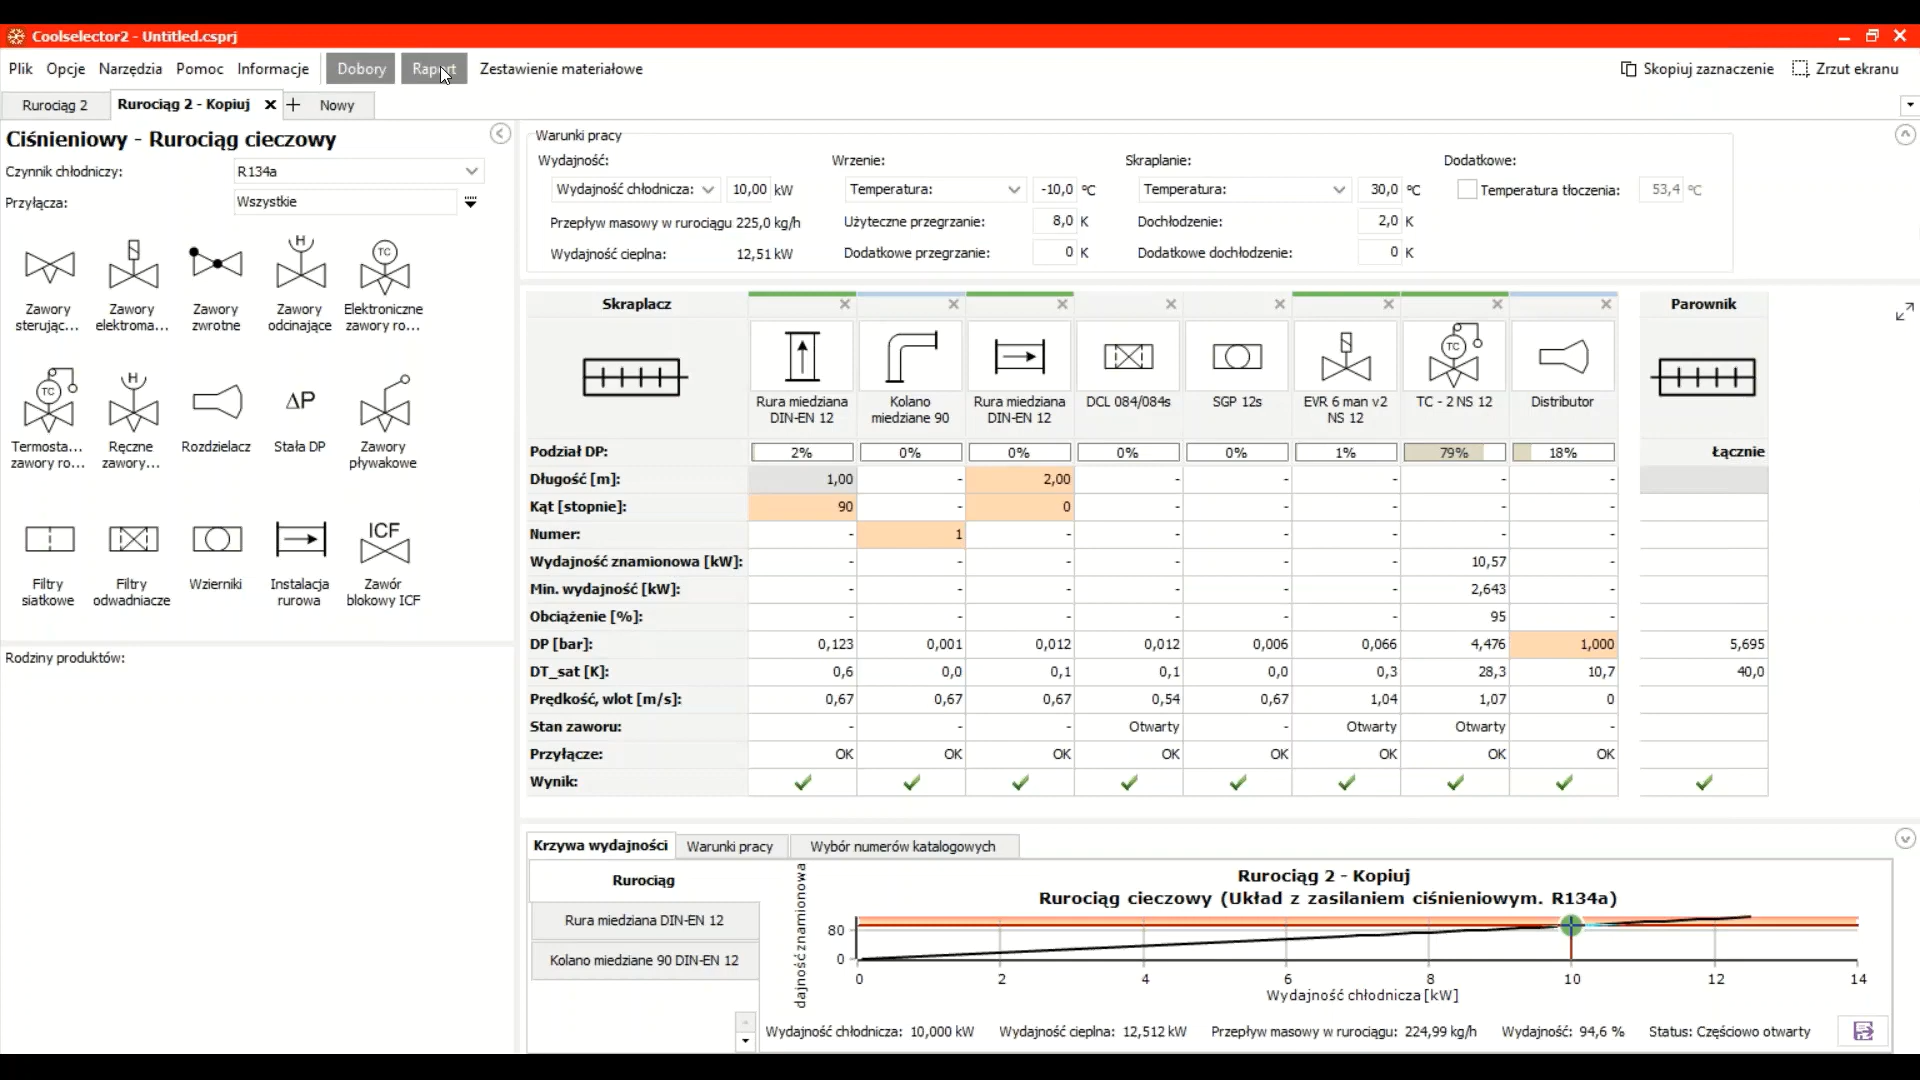 Coolselector2 - Untitled.csprj
Plik Opcje Narzędzia Pomoc Informacje Dobory Raport Zestawienie materiałowe Skopiuj zaznaczenie Zrzut ekranu
Rurociąg 2 Rurociąg 2 - Kopiuj Nowy
Ciśnieniowy - Rurociąg cieczowy
Czynnik chłodniczy: R134a
Przyłącza: Wszystkie
Zawory sterując...
Zawory elektroma...
Zawory zwrotne
Zawory odcinające
Elektroniczne zawory ro...
Termosta... zawory ro...
Ręczne zawory...
Rozdzielacz
ΔP
Stała DP
Zawory pływakowe
Filtry siatkowe
Filtry odwadniacze
Wzierniki
Instalacja rurowa
ICF
Zawór blokowy ICF
H
TC
TC
H
Rodziny produktów:
Warunki pracy
Wydajność: Wrzenie: Skraplanie: Dodatkowe:
Wydajność chłodnicza: 10,00 kW Temperatura: -10,0 °C Temperatura: 30,0 °C Temperatura tłoczenia: 53,4 °C
Przepływ masowy w rurociągu 225,0 kg/h Użyteczne przegrzanie: 8,0 K Dochłodzenie: 2,0 K
Wydajność cieplna: 12,51 kW Dodatkowe przegrzanie: 0 K Dodatkowe dochłodzenie: 0 K
Skraplacz Parownik
TC
Rura miedziana DIN-EN 12
Kolano miedziane 90
Rura miedziana DIN-EN 12
DCL 084/084s
SGP 12s
EVR 6 man v2 NS 12
TC - 2 NS 12
Distributor
Podział DP: 2% 0% 0% 0% 0% 1% 79% 18% Łącznie
Długość [m]: 1,00 - 2,00 - - - - -
Kąt [stopnie]: 90 - 0 - - - - -
Numer: - 1 - - - - - -
Wydajność znamionowa [kW]: - - - - - - 10,57 -
Min. wydajność [kW]: - - - - - - 2,643 -
Obciążenie [%]: - - - - - - 95 -
DP [bar]: 0,123 0,001 0,012 0,012 0,006 0,066 4,476 1,000 5,695
DT_sat [K]: 0,6 0,0 0,1 0,1 0,0 0,3 28,3 10,7 40,0
Prędkość, wlot [m/s]: 0,67 0,67 0,67 0,54 0,67 1,04 1,07 0
Stan zaworu: - - - Otwarty - Otwarty Otwarty -
Przyłącze: OK OK OK OK OK OK OK OK
Wynik:
Krzywa wydajności Warunki pracy Wybór numerów katalogowych
Rurociąg
Rura miedziana DIN-EN 12
Kolano miedziane 90 DIN-EN 12
Rurociąg 2 - Kopiuj
Rurociąg cieczowy (Układ z zasilaniem ciśnieniowym. R134a)
dajność znamionowa
80
0
0 2 4 6 8 10 12 14
Wydajność chłodnicza [kW]
Wydajność chłodnicza: 10,000 kW Wydajność cieplna: 12,512 kW Przepływ masowy w rurociągu: 224,99 kg/h Wydajność: 94,6 % Status: Częściowo otwarty